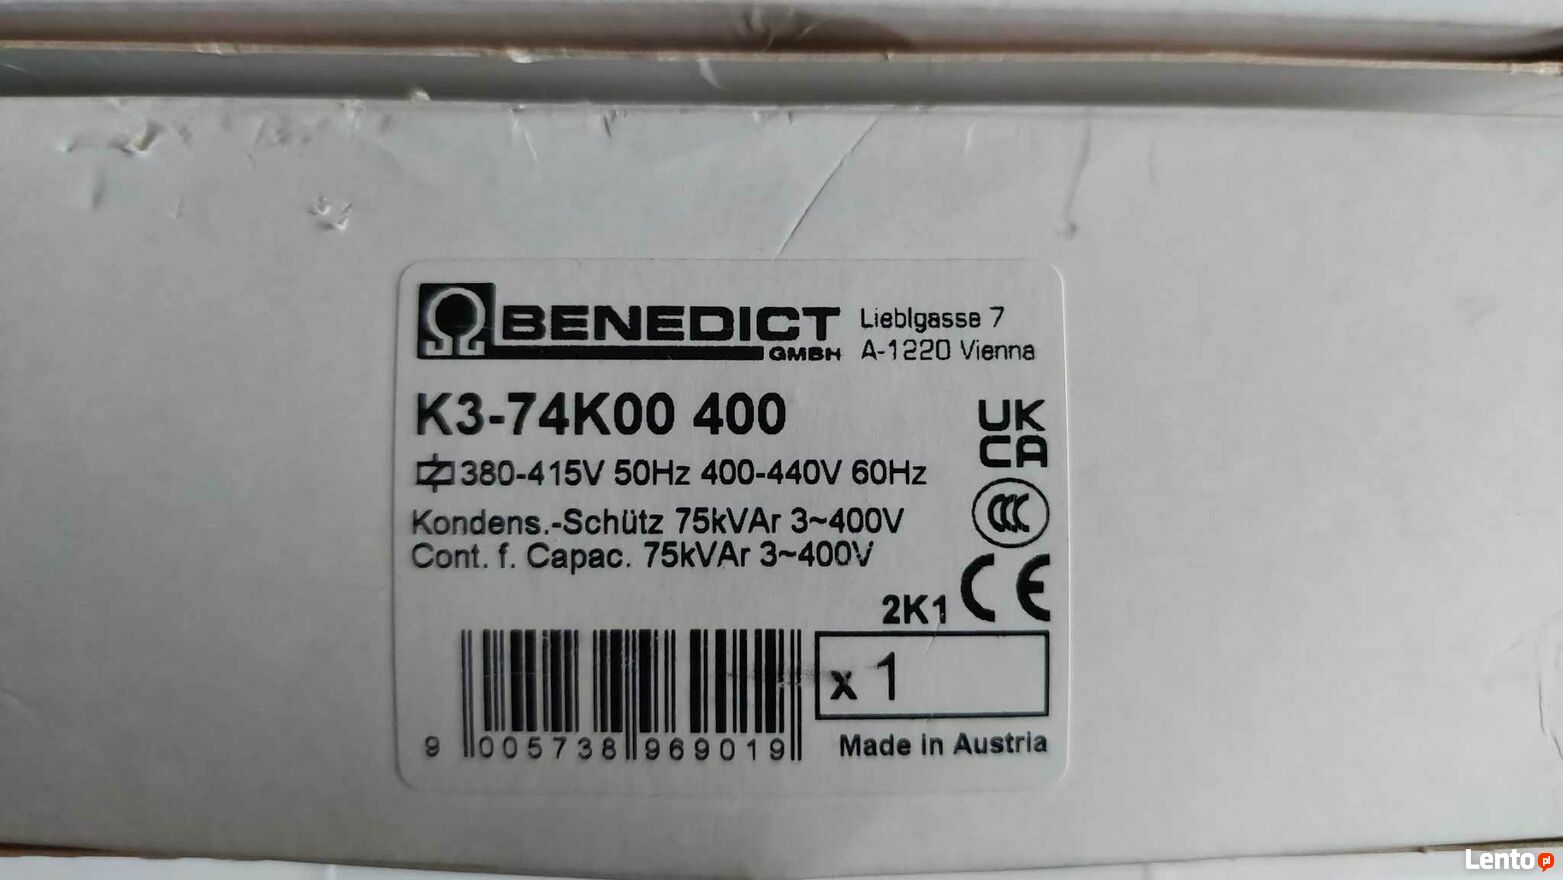 BENEDICT
GMBH
Lieblgasse 7
A-1220 Vienna
K3-74K00 400
380-415V 50Hz 400-440V 60Hz
Kondens.-Schütz 75kVAr 3~400V
Cont. f. Capac. 75kVAr 3~400V
UK
CA
CCC
2K1 CE
x 1
9 005738 969019
Made in Austria
Lento pl